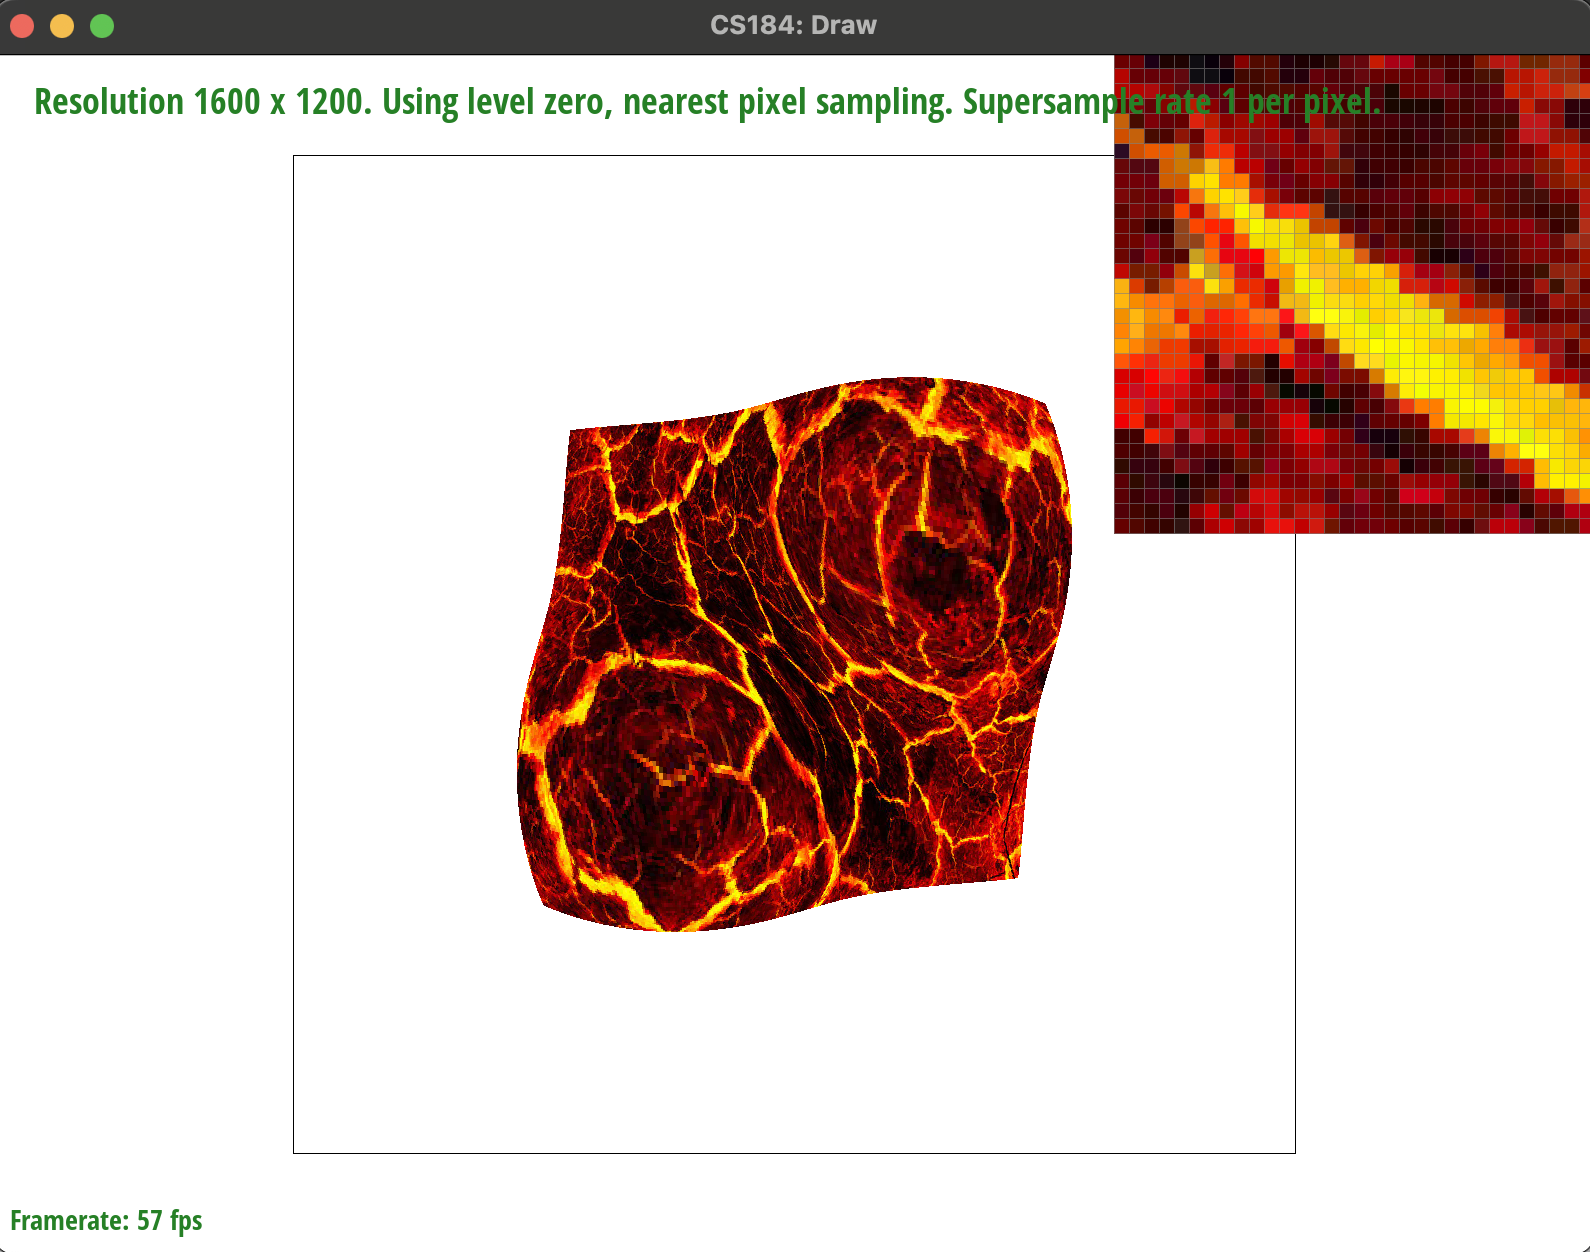 CS184: Draw
Resolution 1600 x 1200. Using level zero, nearest pixel sampling. Supersample rate 1 per pixel.
Framerate: 57 fps